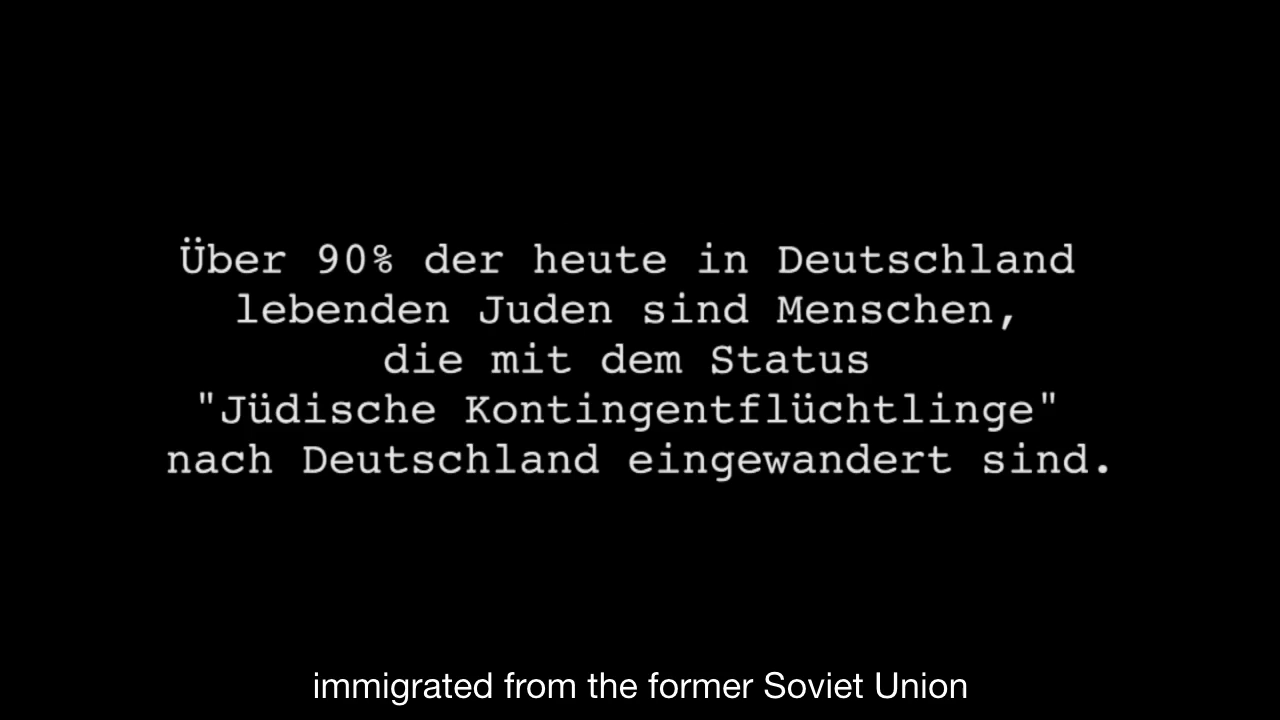 Über 90% der heute in Deutschland
lebenden Juden sind Menschen,
die mit dem Status
"Jüdische Kontingentflüchtlinge"
nach Deutschland eingewandert sind.
immigrated from the former Soviet Union